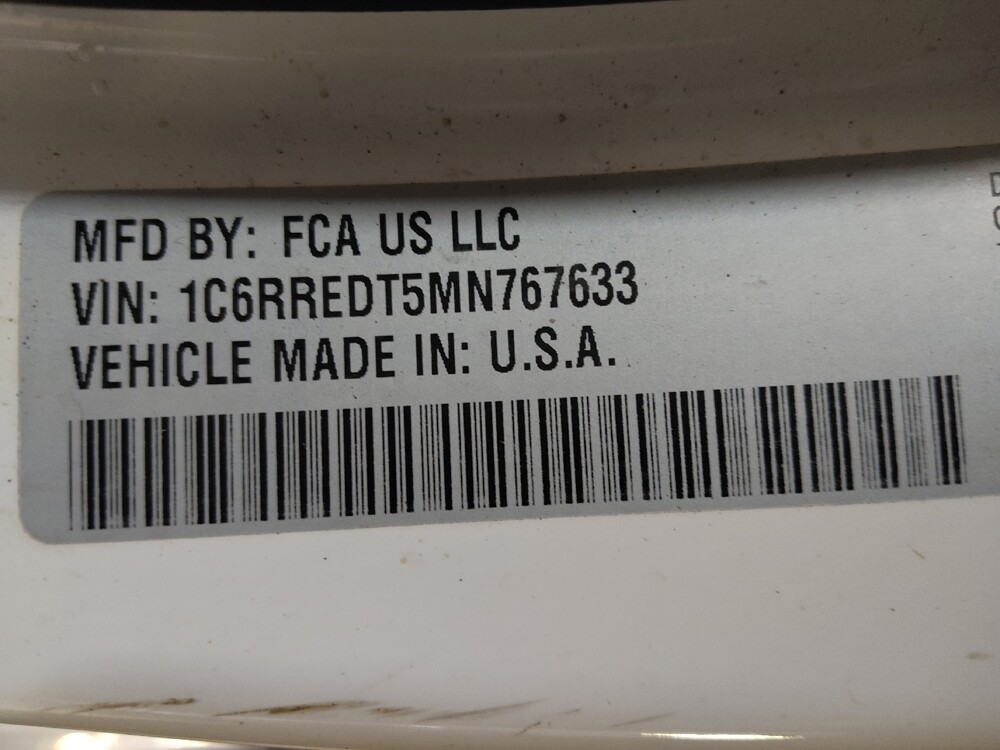 MFD BY: FCA US LLC
VIN: 1C6RREDT5MN767633
VEHICLE MADE IN: U.S.A.